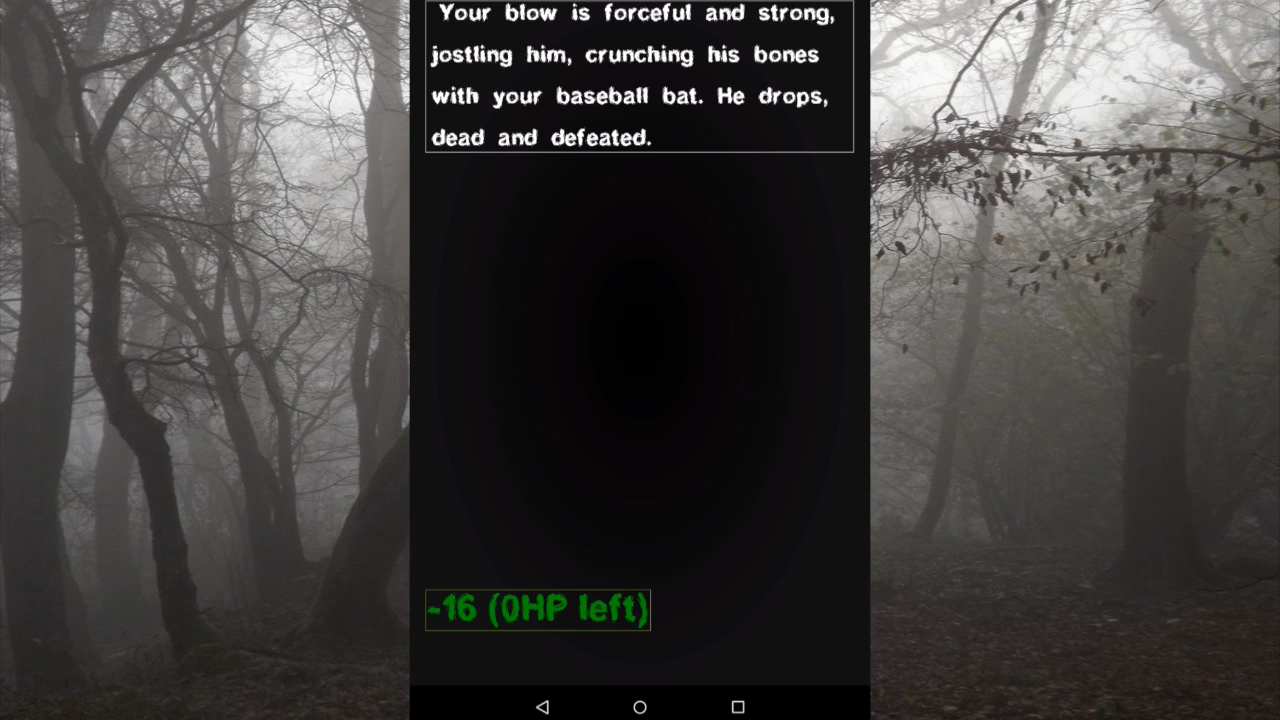 Your blow is forceful and strong,
jostling him, crunching his bones
with your baseball bat. He drops,
dead and defeated.
-16 (0HP left)